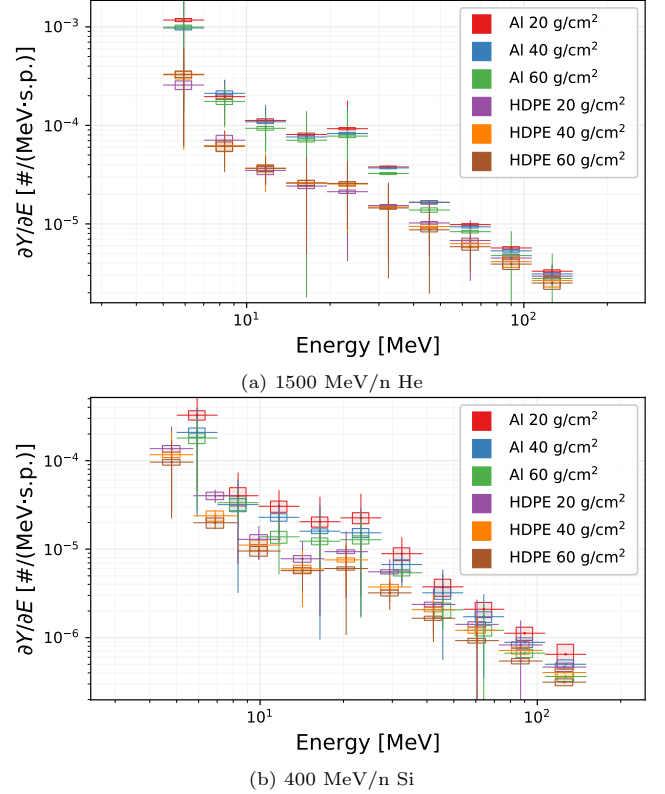 10⁻³
10⁻⁴
10⁻⁵
∂Y/∂E [#/(MeV·s.p.)]
Al 20 g/cm²
Al 40 g/cm²
Al 60 g/cm²
HDPE 20 g/cm²
HDPE 40 g/cm²
HDPE 60 g/cm²
10¹
10²
Energy [MeV]
(a) 1500 MeV/n He
10⁻⁴
10⁻⁵
10⁻⁶
∂Y/∂E [#/(MeV·s.p.)]
Al 20 g/cm²
Al 40 g/cm²
Al 60 g/cm²
HDPE 20 g/cm²
HDPE 40 g/cm²
HDPE 60 g/cm²
10¹
10²
Energy [MeV]
(b) 400 MeV/n Si